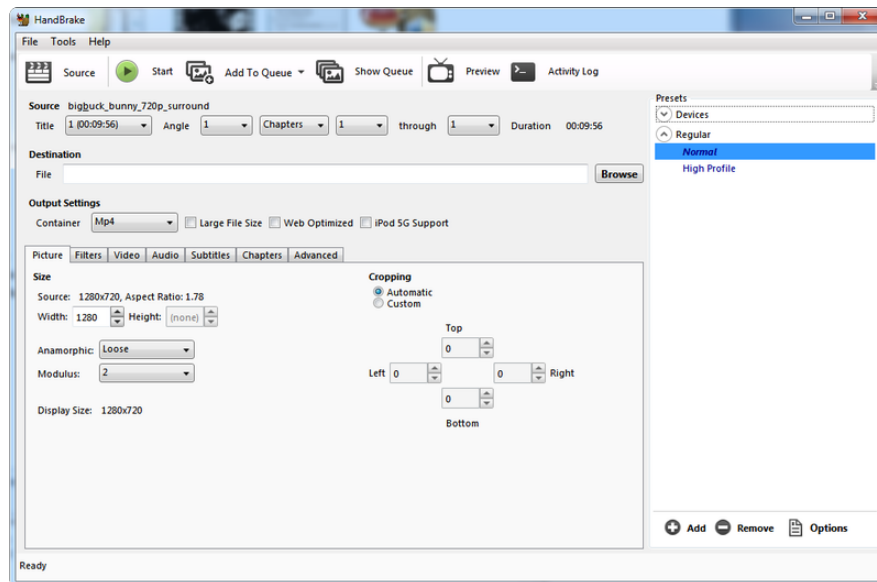 HandBrake
File Tools Help
Source Start Add To Queue Show Queue Preview Activity Log
Source bigbuck_bunny_720p_surround
Title 1 (00:09:56) Angle 1 Chapters 1 through 1 Duration 00:09:56
Destination
File Browse
Output Settings
Container Mp4 Large File Size Web Optimized iPod 5G Support
Picture Filters Video Audio Subtitles Chapters Advanced
Size
Source: 1280x720, Aspect Ratio: 1.78
Width: 1280 Height: (none)
Anamorphic: Loose
Modulus: 2
Display Size: 1280x720
Cropping
Automatic
Custom
Top
0
Left 0 0 Right
0
Bottom
Presets
Devices
Regular
Normal
High Profile
Add Remove Options
Ready